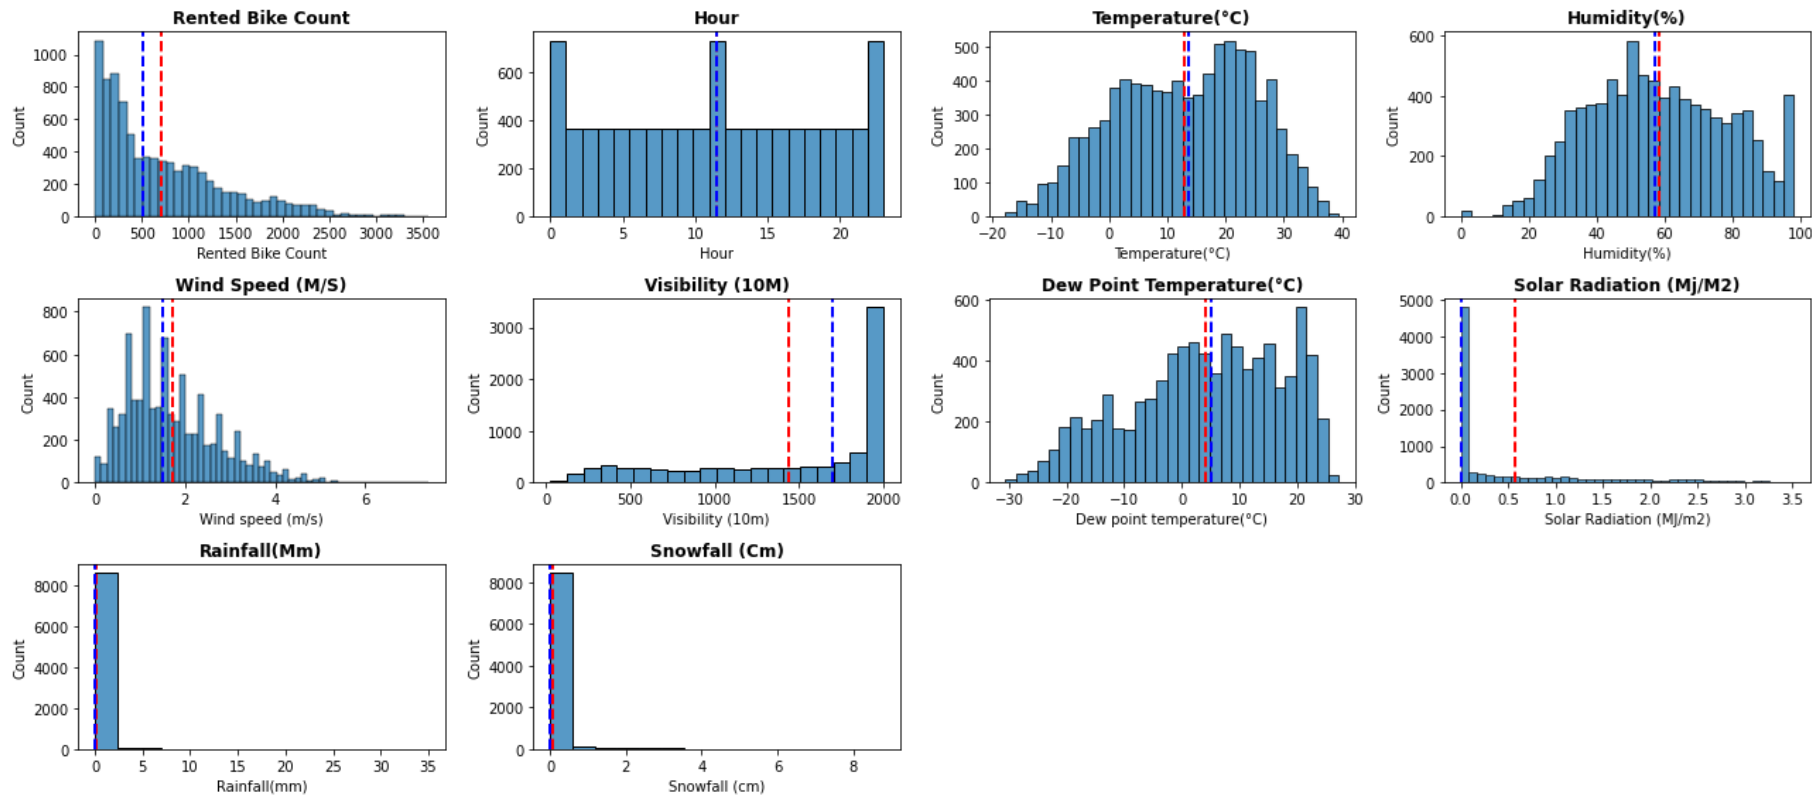 Rented Bike Count
Count
1000
800
600
400
200
0
0 500 1000 1500 2000 2500 3000 3500
Rented Bike Count
Hour
Count
600
400
200
0
0 5 10 15 20
Hour
Temperature(°C)
Count
500
400
300
200
100
0
−20 −10 0 10 20 30 40
Temperature(°C)
Humidity(%)
Count
600
400
200
0
0 20 40 60 80 100
Humidity(%)
Wind Speed (M/S)
Count
800
600
400
200
0
0 2 4 6
Wind speed (m/s)
Visibility (10M)
Count
3000
2000
1000
0
0 500 1000 1500 2000
Visibility (10m)
Dew Point Temperature(°C)
Count
600
400
200
0
−30 −20 −10 0 10 20 30
Dew point temperature(°C)
Solar Radiation (Mj/M2)
Count
5000
4000
3000
2000
1000
0
0.0 0.5 1.0 1.5 2.0 2.5 3.0 3.5
Solar Radiation (MJ/m2)
Rainfall(Mm)
Count
8000
6000
4000
2000
0
0 5 10 15 20 25 30 35
Rainfall(mm)
Snowfall (Cm)
Count
8000
6000
4000
2000
0
0 2 4 6 8
Snowfall (cm)